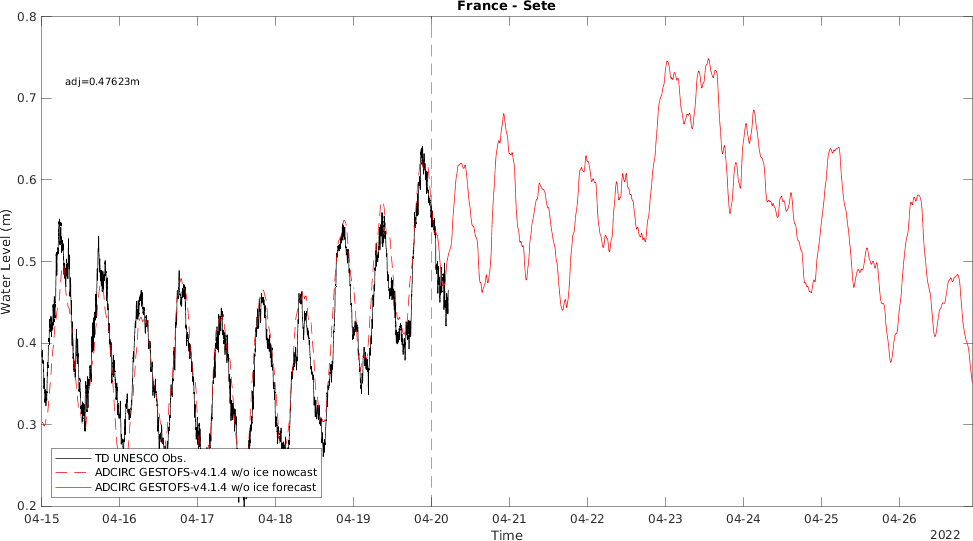 France - Sete
0.8
0.7
0.6
0.5
0.4
0.3
0.2
Water Level (m)
adj=0.47623m
TD UNESCO Obs.
ADCIRC GESTOFS-v4.1.4 w/o ice nowcast
ADCIRC GESTOFS-v4.1.4 w/o ice forecast
04-15 04-16 04-17 04-18 04-19 04-20 04-21 04-22 04-23 04-24 04-25 04-26
Time
2022